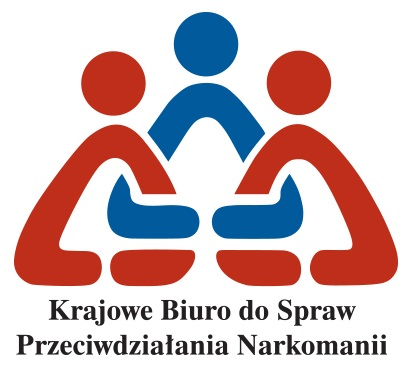 Krajowe Biuro do Spraw
Przeciwdziałania Narkomanii